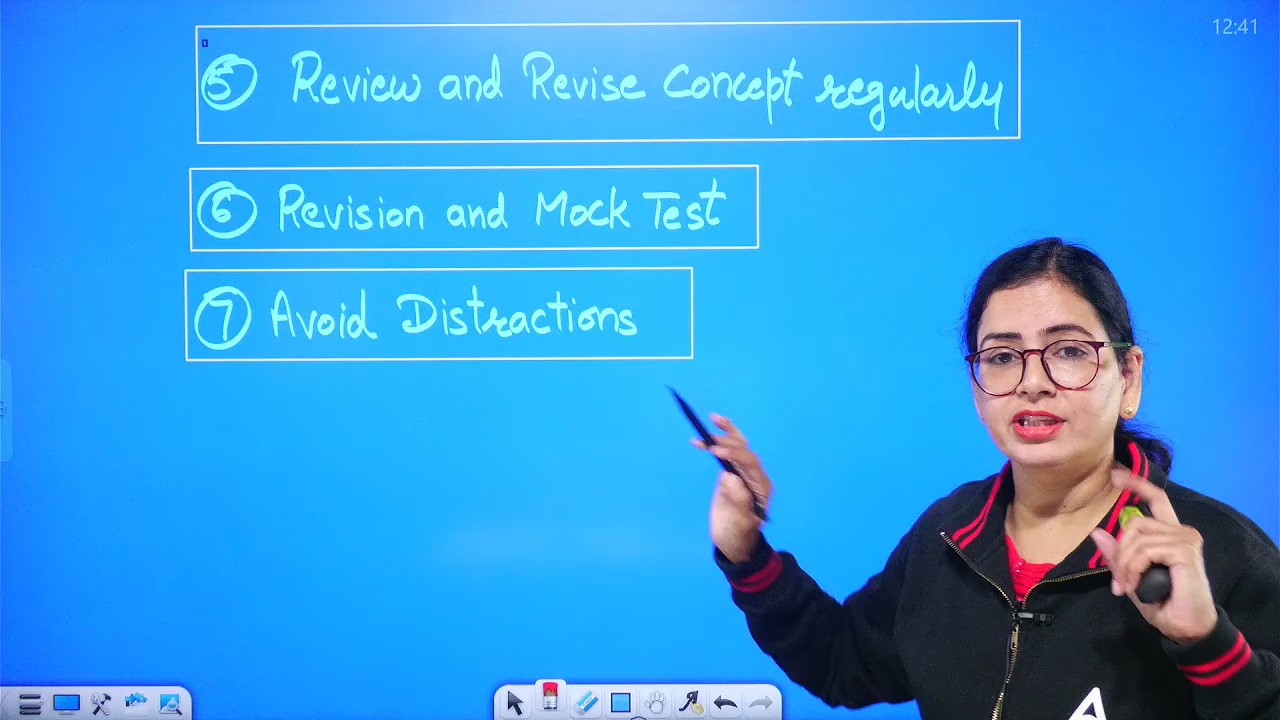 12:41
5 Review and Revise Concept regularly
6 Revision and Mock Test
7 Avoid Distractions